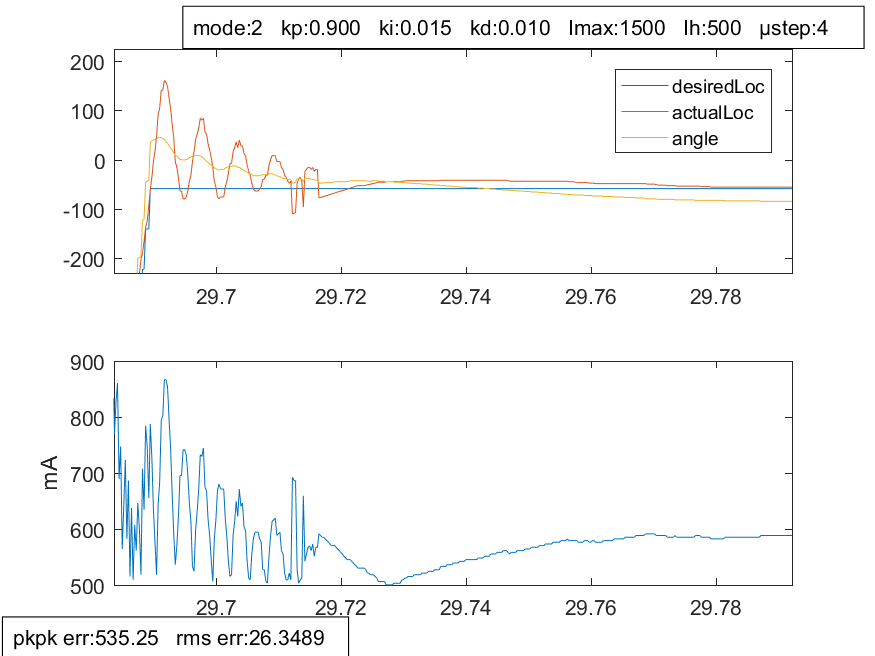 mode:2 kp:0.900 ki:0.015 kd:0.010 Imax:1500 Ih:500 µstep:4
200
100
0
-100
-200
desiredLoc
actualLoc
angle
29.7 29.72 29.74 29.76 29.78
900
800
700
600
500
mA
29.7 29.72 29.74 29.76 29.78
pkpk err:535.25 rms err:26.3489